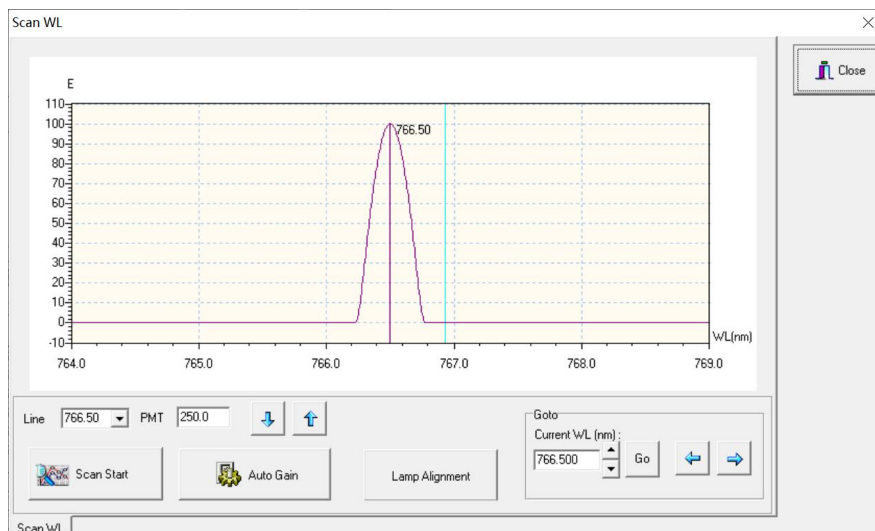 Scan WL
Close
E
110
100
90
80
70
60
50
40
30
20
10
0
-10
766.50
WL(nm)
764.0 765.0 766.0 767.0 768.0 769.0
Line 766.50 PMT 250.0
Goto
Current WL (nm) :
766.500 Go
Scan Start Auto Gain Lamp Alignment
Scan WL